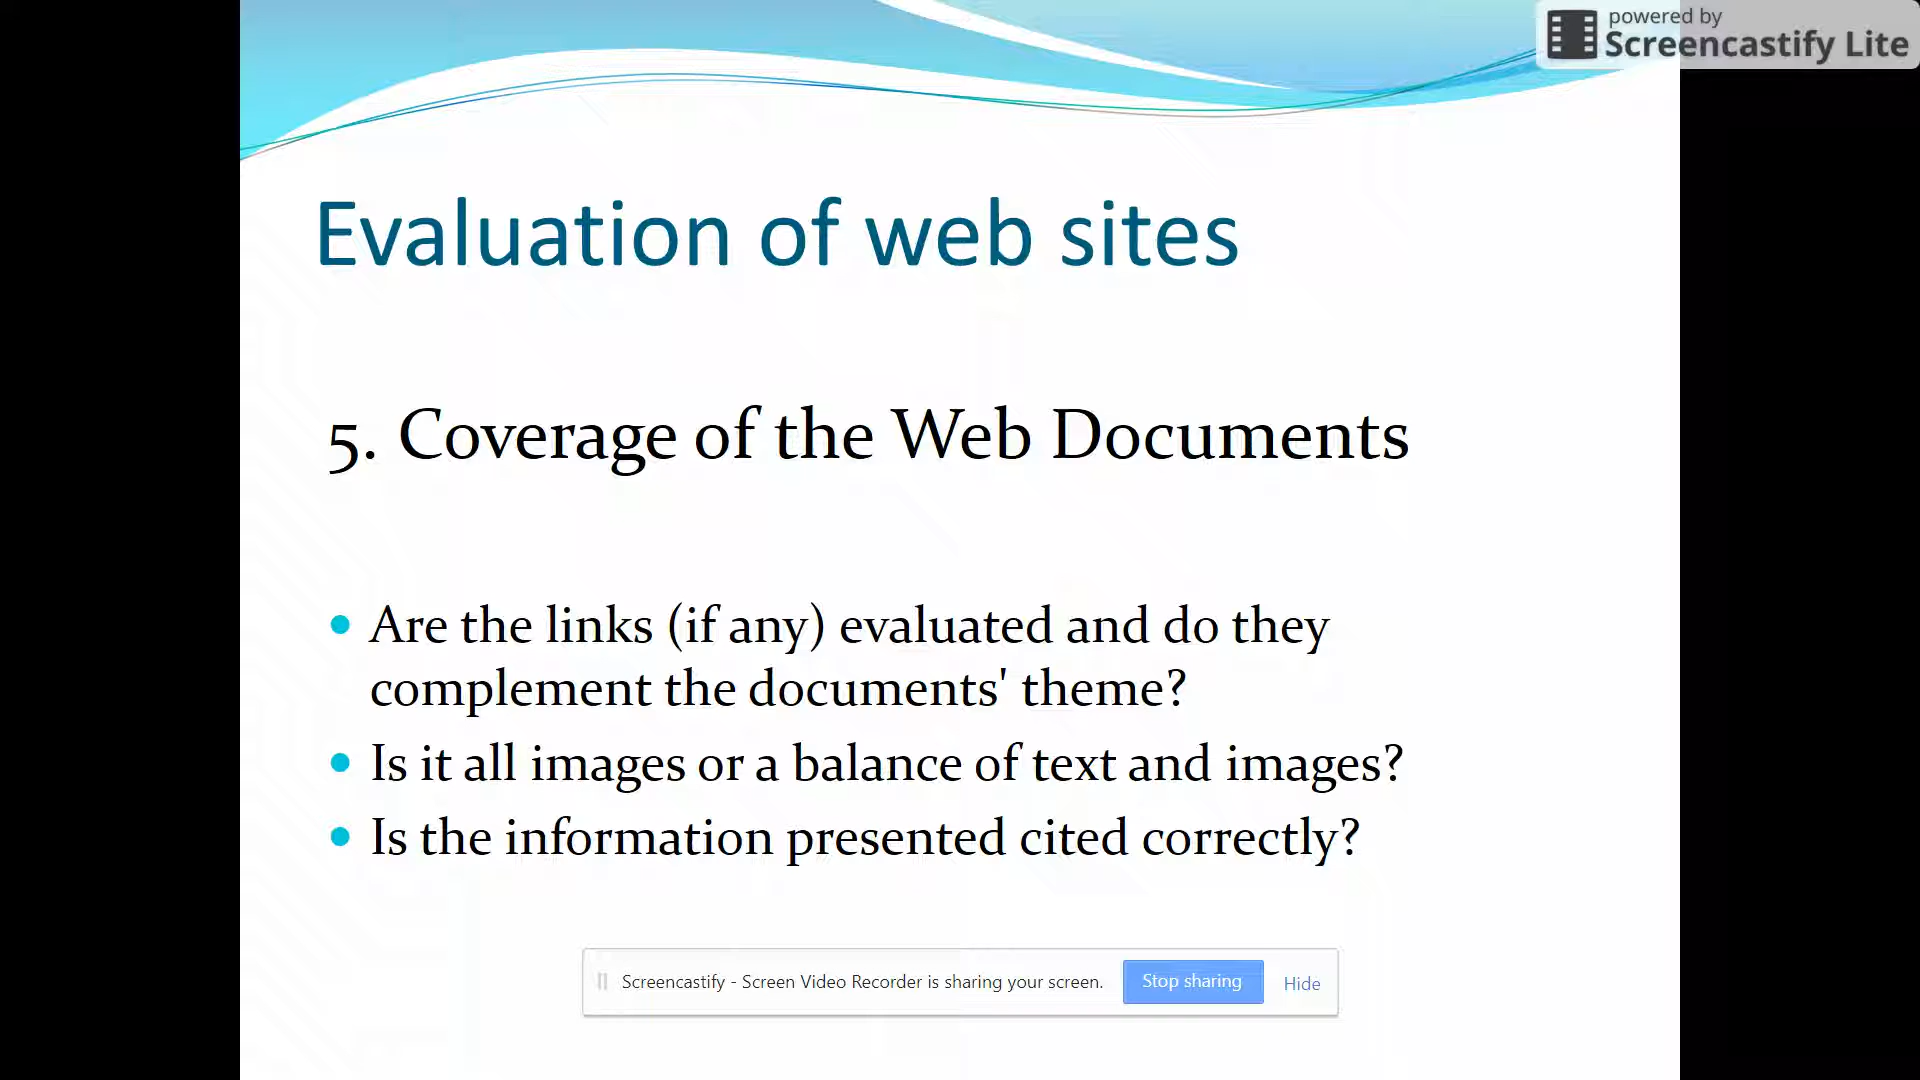 powered by
Screencastify Lite
Evaluation of web sites
5. Coverage of the Web Documents
• Are the links (if any) evaluated and do they
complement the documents' theme?
• Is it all images or a balance of text and images?
• Is the information presented cited correctly?
Screencastify - Screen Video Recorder is sharing your screen. Stop sharing Hide